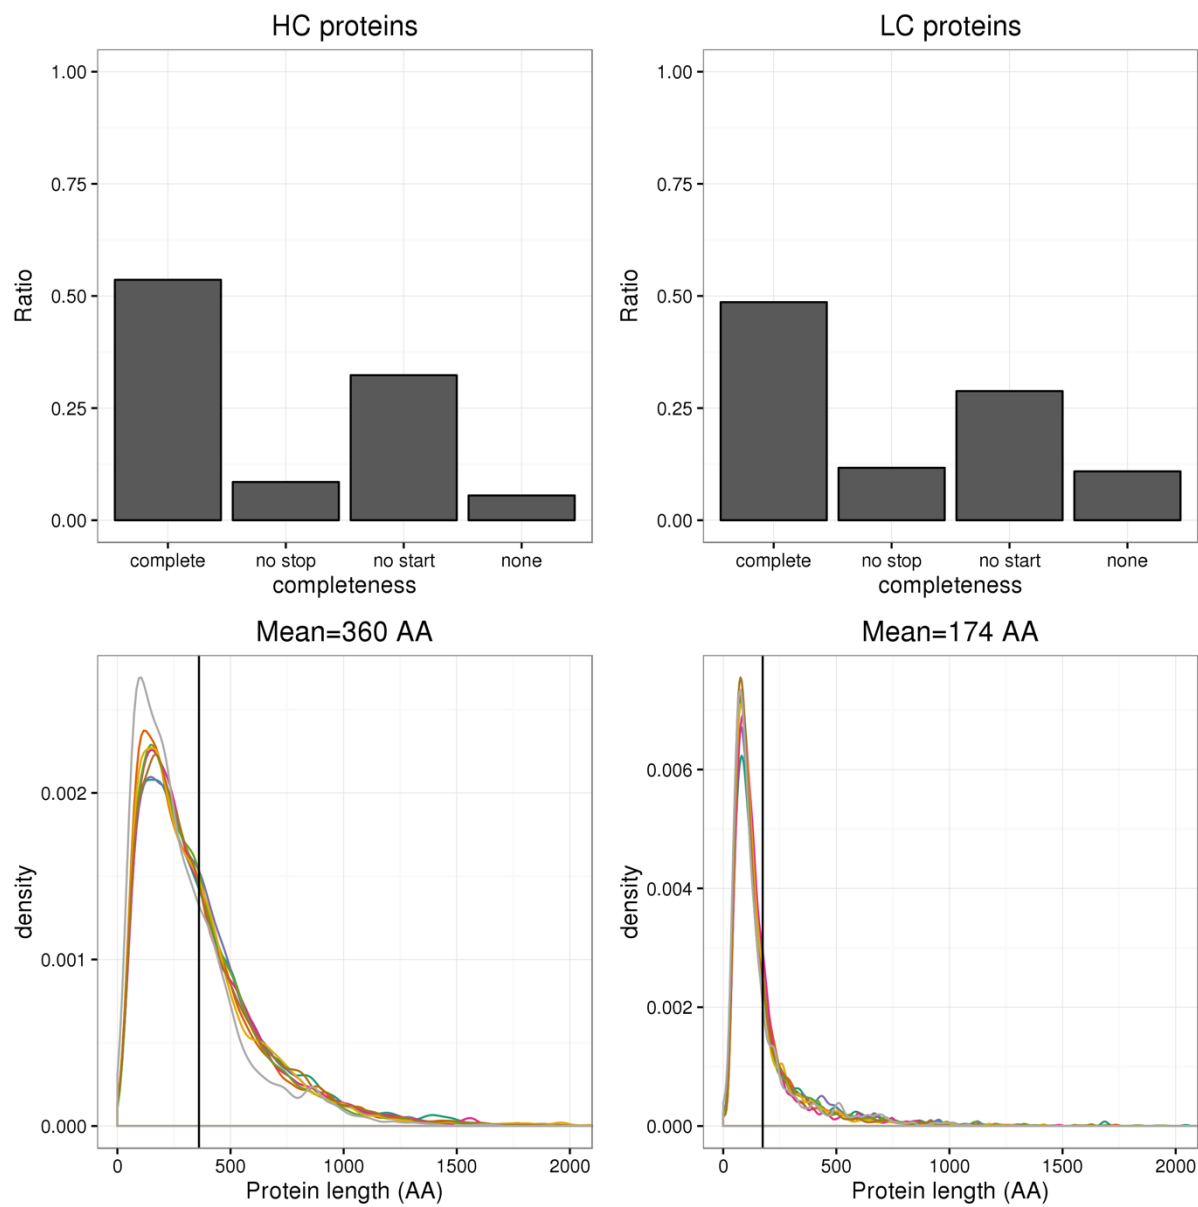 HC proteins
1.00
0.75
0.50
0.25
0.00
Ratio
complete no stop no start none
completeness
LC proteins
1.00
0.75
0.50
0.25
0.00
Ratio
complete no stop no start none
completeness
Mean=360 AA
0.002
0.001
0.000
density
0 500 1000 1500 2000
Protein length (AA)
Mean=174 AA
0.006
0.004
0.002
0.000
density
0 500 1000 1500 2000
Protein length (AA)